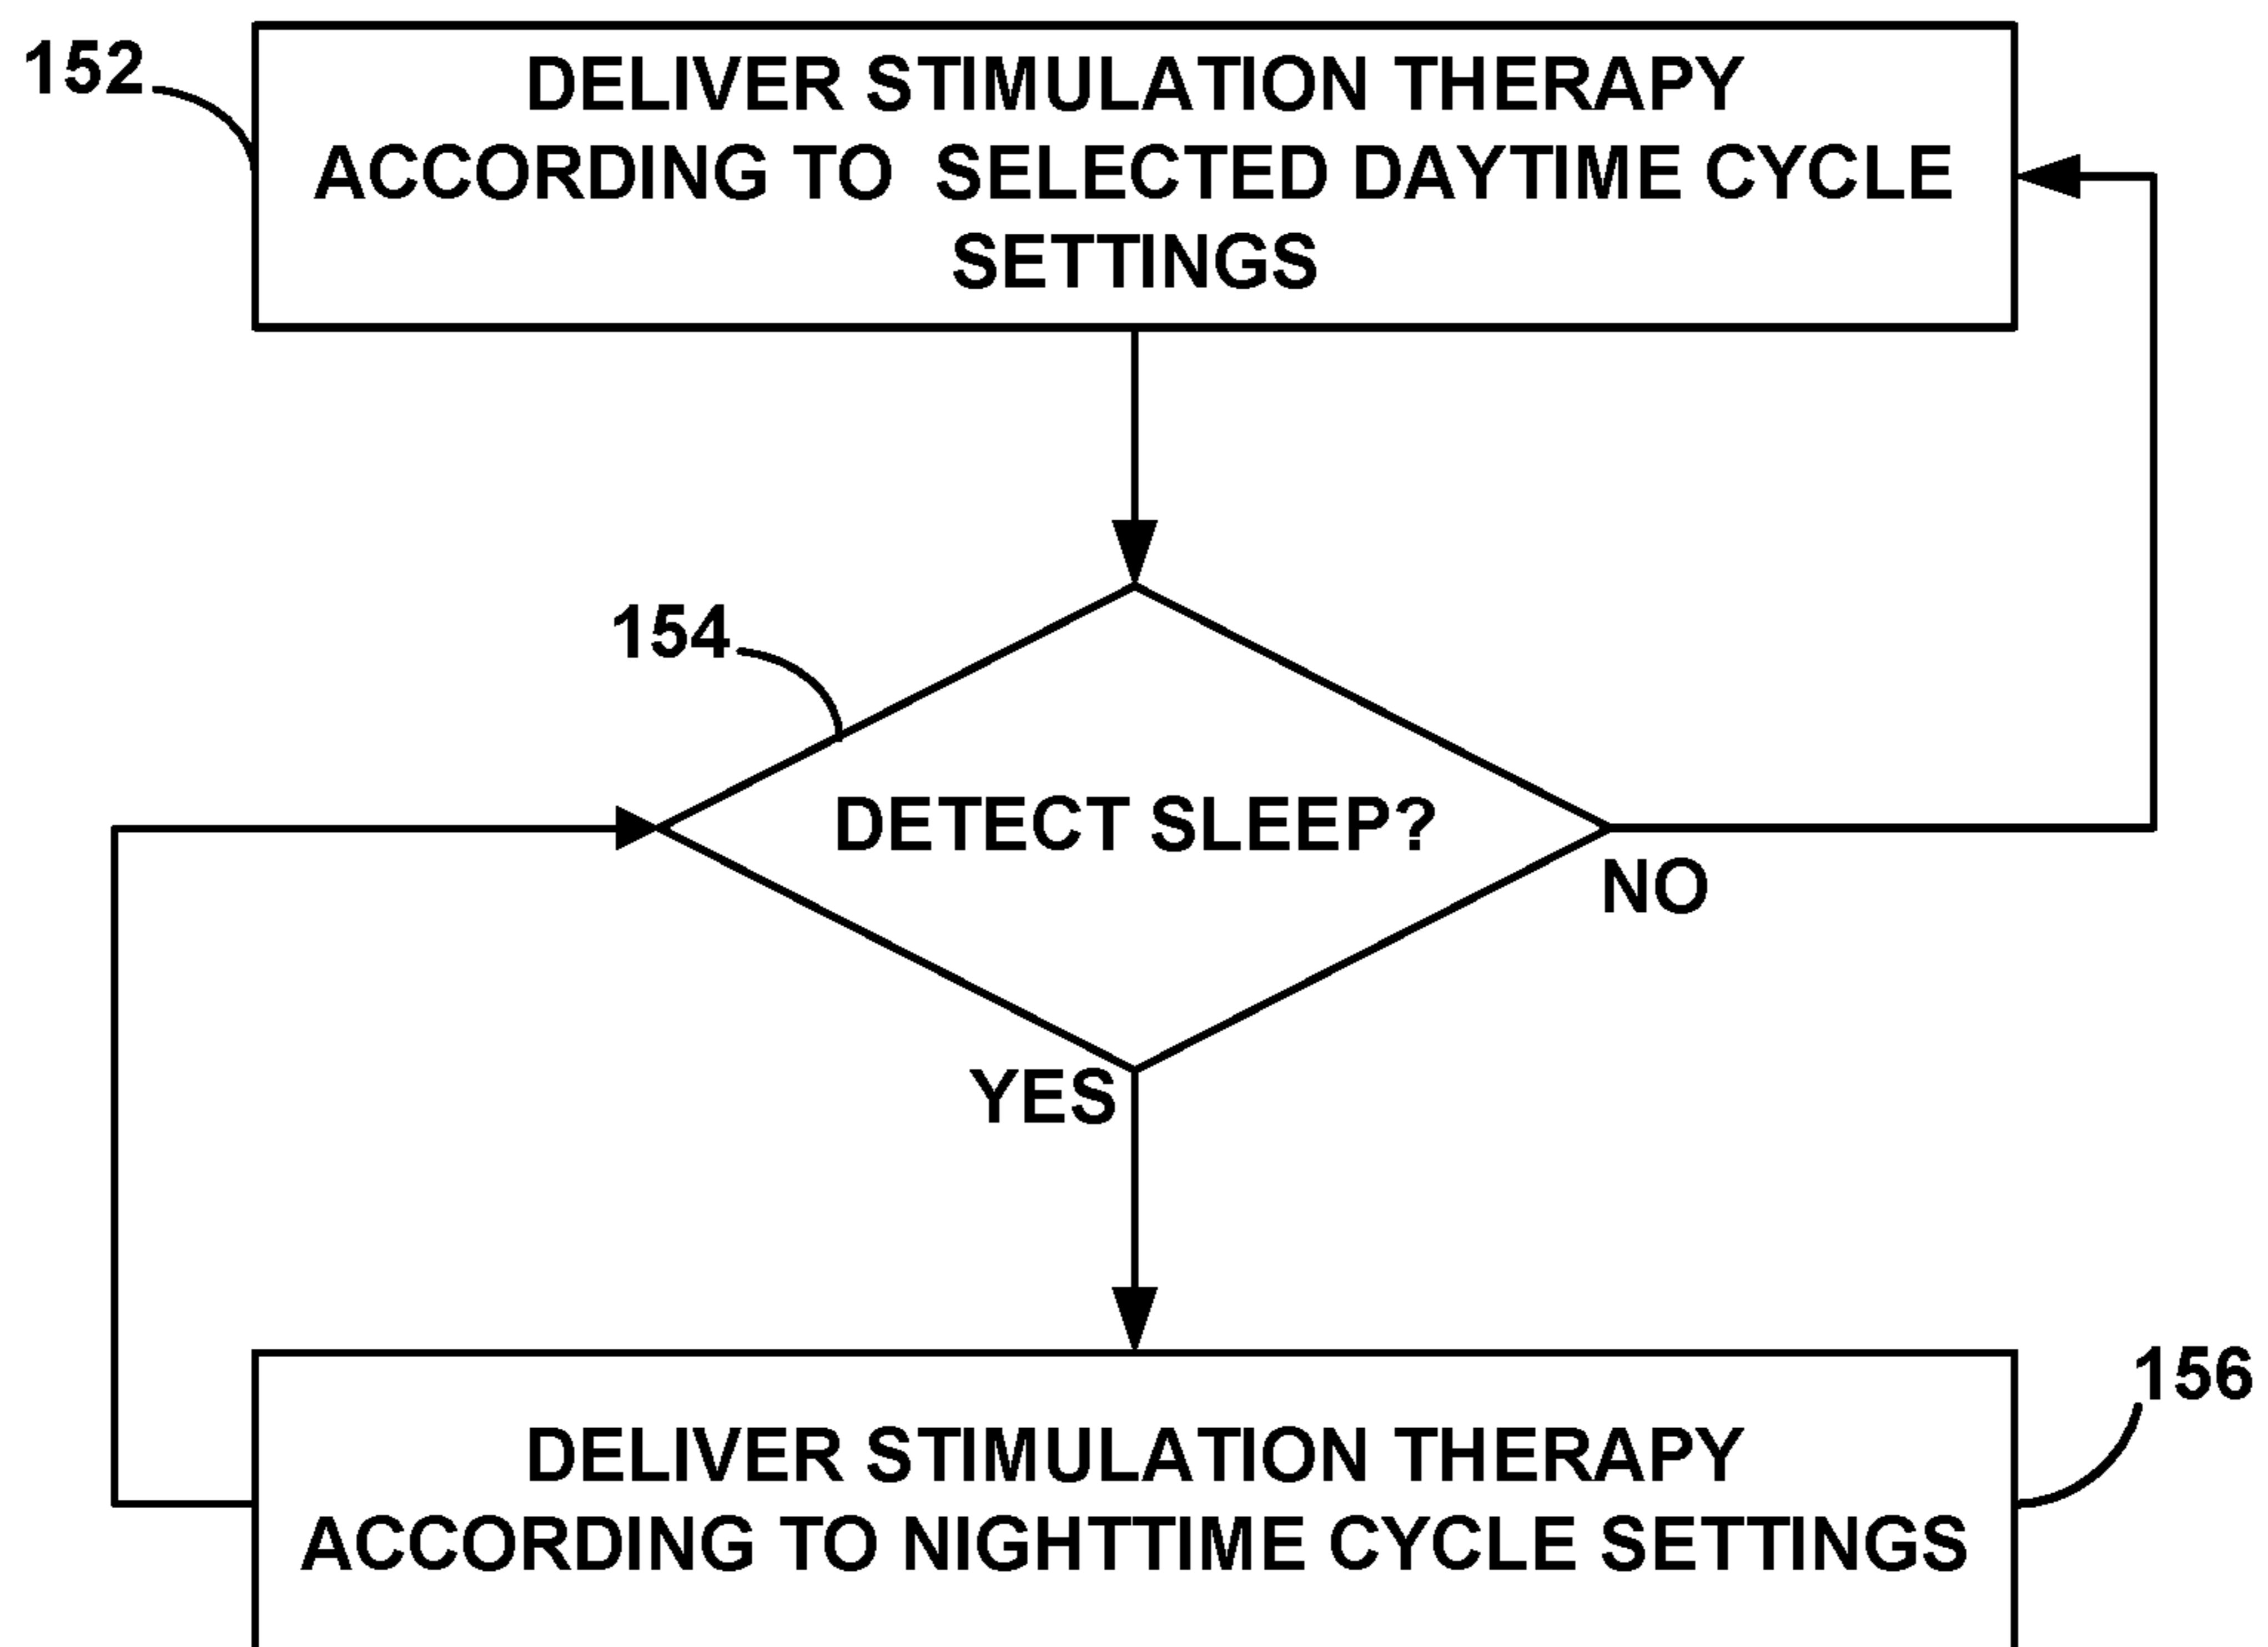 152
DELIVER STIMULATION THERAPY
ACCORDING TO SELECTED DAYTIME CYCLE
SETTINGS
154
DETECT SLEEP?
NO
YES
156
DELIVER STIMULATION THERAPY
ACCORDING TO NIGHTTIME CYCLE SETTINGS